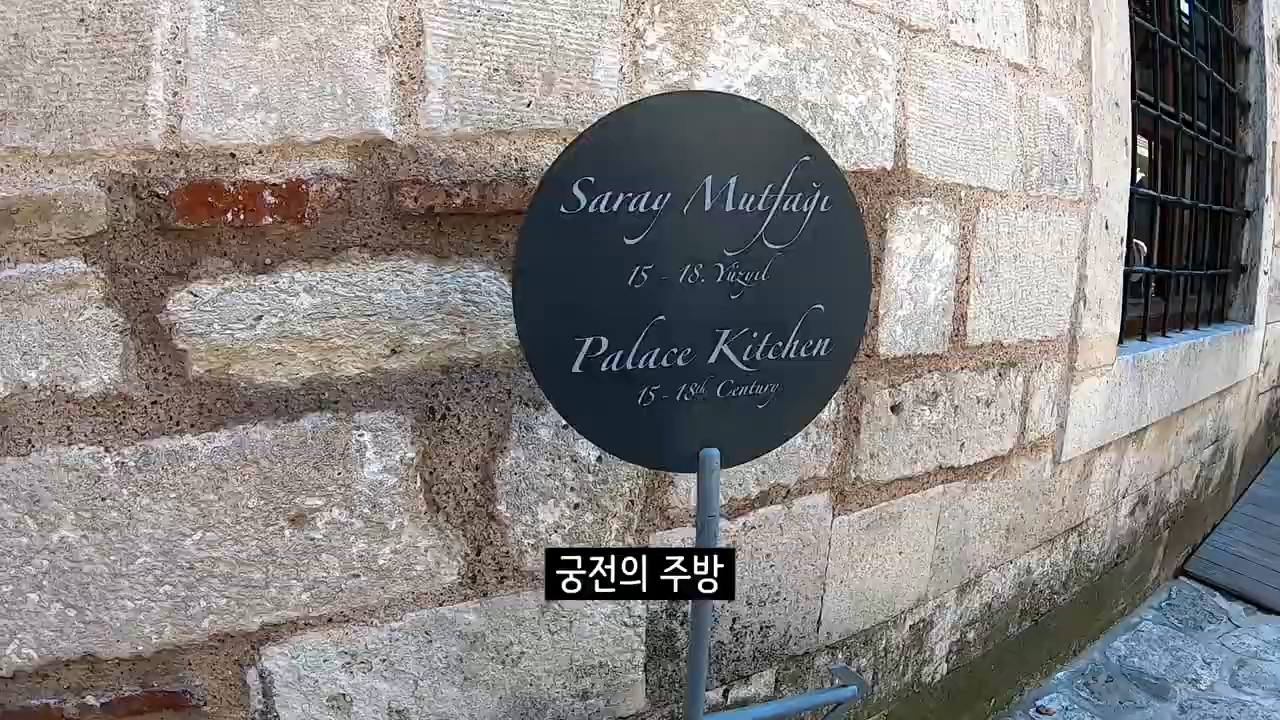 Saray Mutfağı
15 - 18. Yüzyıl
Palace Kitchen
15 - 18th Century
궁전의 주방